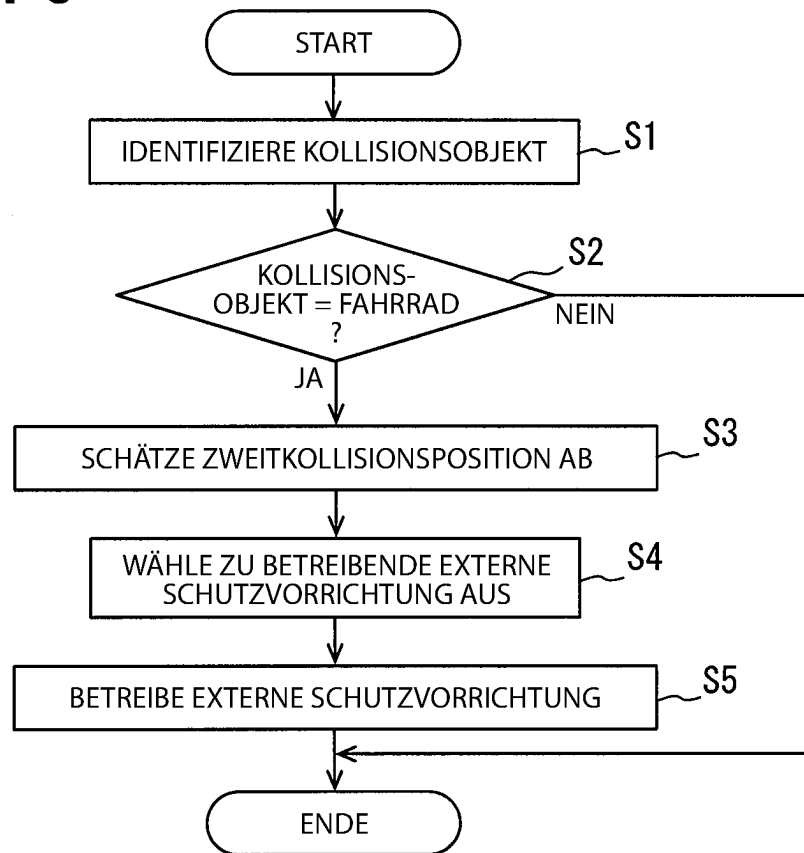 START
IDENTIFIZIERE KOLLISIONSOBJEKT
S1
KOLLISIONS-
OBJEKT = FAHRRAD
?
S2
NEIN
JA
SCHÄTZE ZWEITKOLLISIONSPOSITION AB
S3
WÄHLE ZU BETREIBENDE EXTERNE
SCHUTZVORRICHTUNG AUS
S4
BETREIBE EXTERNE SCHUTZVORRICHTUNG
S5
ENDE